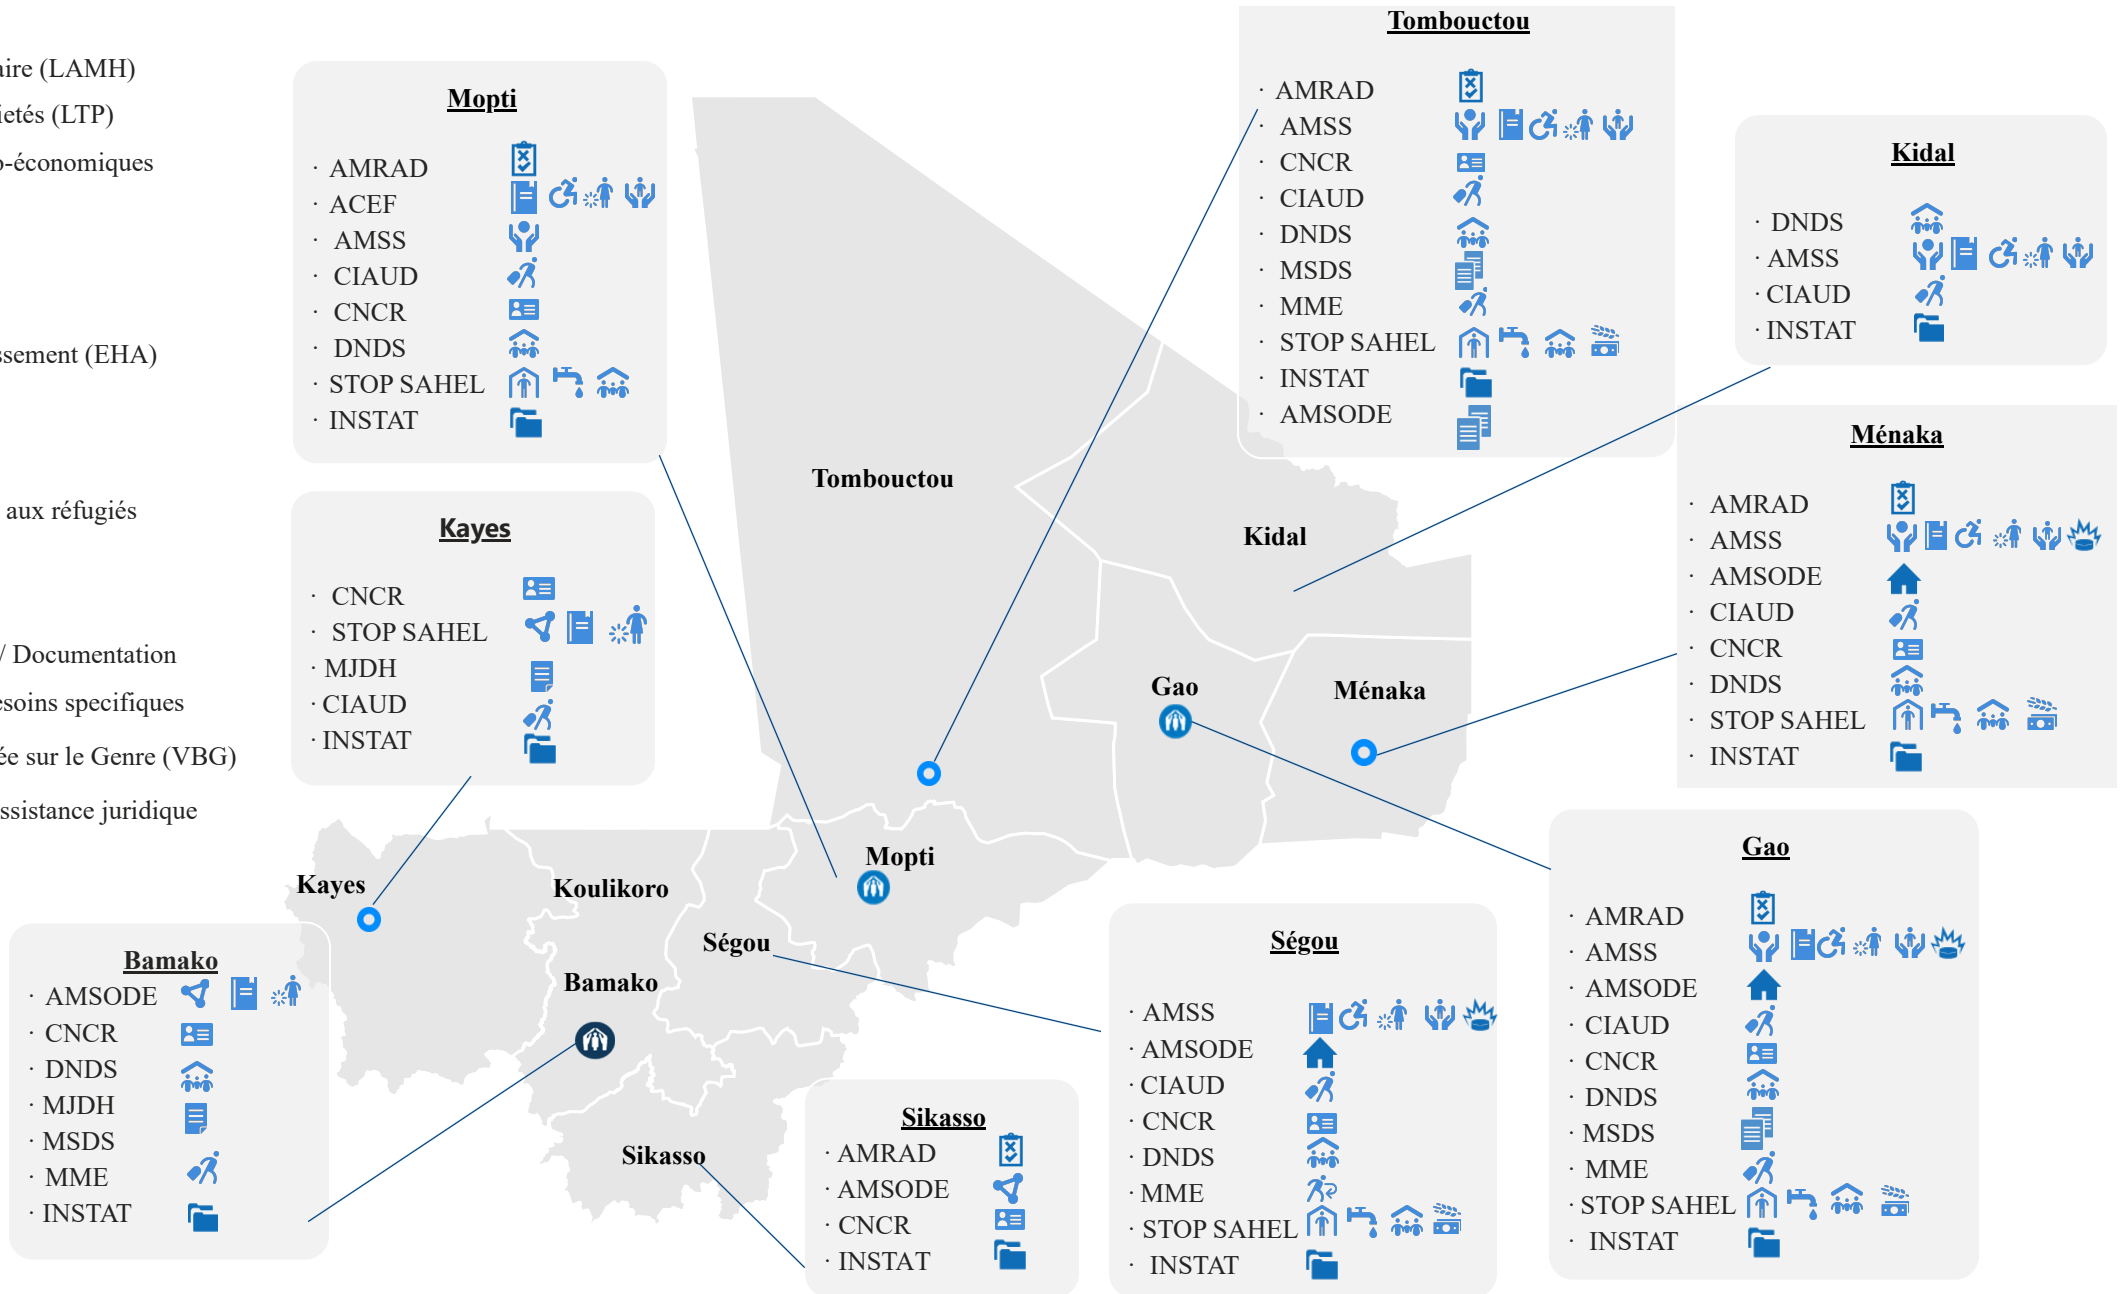 aire (LAMH)
ietés (LTP)
o-économiques
ssement (EHA)
aux réfugiés
/ Documentation
esoins specifiques
ée sur le Genre (VBG)
ssistance juridique
Mopti
· AMRAD
· ACEF
· AMSS
· CIAUD
· CNCR
· DNDS
· STOP SAHEL
· INSTAT
Kayes
· CNCR
· STOP SAHEL
· MJDH
· CIAUD
· INSTAT
Bamako
· AMSODE
· CNCR
· DNDS
· MJDH
· MSDS
· MME
· INSTAT
Tombouctou
· AMRAD
· AMSS
· CNCR
· CIAUD
· DNDS
· MSDS
· MME
· STOP SAHEL
· INSTAT
· AMSODE
Kidal
· DNDS
· AMSS
· CIAUD
· INSTAT
Ménaka
· AMRAD
· AMSS
· AMSODE
· CIAUD
· CNCR
· DNDS
· STOP SAHEL
· INSTAT
Gao
· AMRAD
· AMSS
· AMSODE
· CIAUD
· CNCR
· DNDS
· MSDS
· MME
· STOP SAHEL
· INSTAT
Ségou
· AMSS
· AMSODE
· CIAUD
· CNCR
· DNDS
· MME
· STOP SAHEL
· INSTAT
Sikasso
· AMRAD
· AMSODE
· CNCR
· INSTAT
Tombouctou
Kidal
Gao
Ménaka
Mopti
Kayes
Koulikoro
Ségou
Bamako
Sikasso